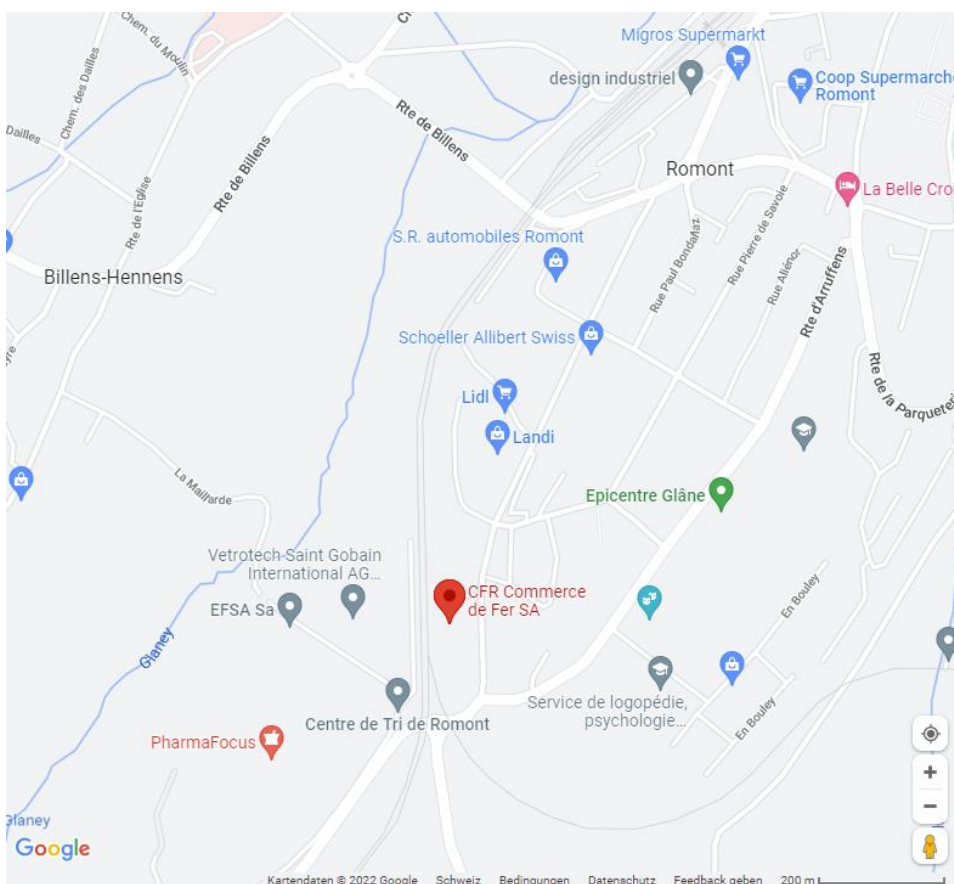 Chem. du Moulin
Chem. des Dailles
Dailles
Migros Supermarkt
design industriel
Coop Supermarche
Romont
Rte de Billens
Rte de Billens
Rte de l'Eglise
Romont
La Belle Cro
S.R. automobiles Romont
Rue Paul Bondallaz
Rue Pierre de Savoie
Rue Aliénor
Rte d'Arruffens
Billens-Hennens
Schoeller Allibert Swiss
Rte de la Parqueteri
Lidl
Landi
La Maillarde
Epicentre Glâne
Vetrotech Saint Gobain
International AG...
EFSA Sa
CFR Commerce
de Fer SA
Glaney
En Bouley
Service de logopédie,
psychologie...
En Bouley
Centre de Tri de Romont
PharmaFocus
Glaney
Google
Kartendaten © 2022 Google Schweiz Bedingungen Datenschutz Feedback geben 200 m